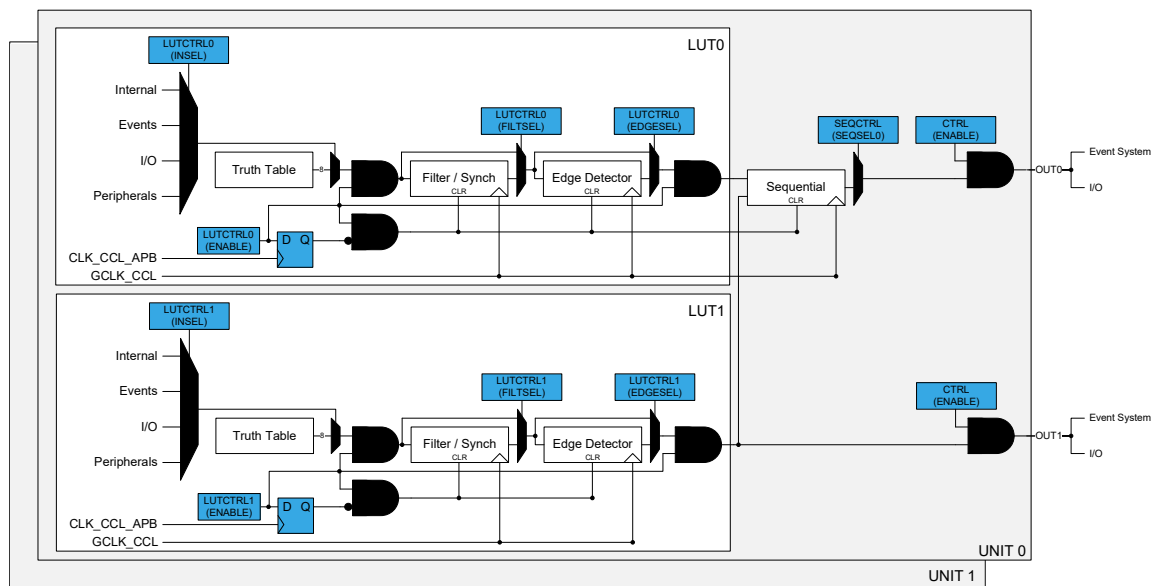 LUT0
LUTCTRL0
(INSEL)
Internal
Events
I/O
Peripherals
Truth Table
8
LUTCTRL0
(FILTSEL)
Filter / Synch
CLR
LUTCTRL0
(EDGESEL)
Edge Detector
CLR
LUTCTRL0
(ENABLE)
D Q
CLK_CCL_APB
GCLK_CCL
SEQCTRL
(SEQSEL0)
Sequential
CLR
CTRL
(ENABLE)
OUT0
Event System
I/O
LUT1
LUTCTRL1
(INSEL)
Internal
Events
I/O
Peripherals
Truth Table
8
LUTCTRL1
(FILTSEL)
Filter / Synch
CLR
LUTCTRL1
(EDGESEL)
Edge Detector
CLR
LUTCTRL1
(ENABLE)
D Q
CLK_CCL_APB
GCLK_CCL
CTRL
(ENABLE)
OUT1
Event System
I/O
UNIT 0
UNIT 1